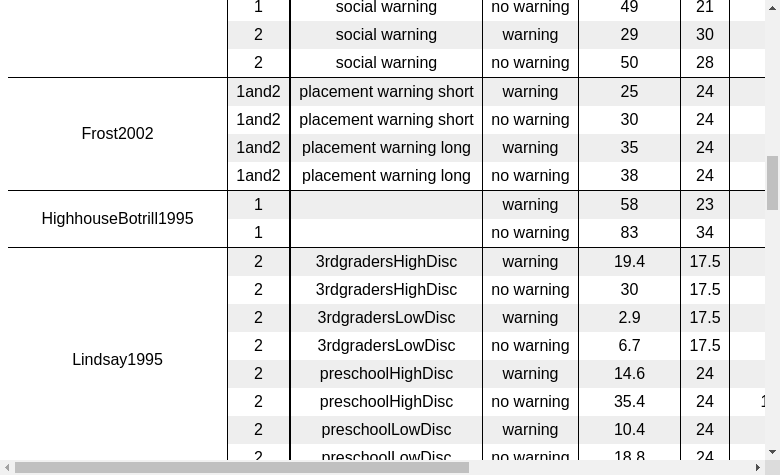 1 social warning no warning 49 21
2 social warning warning 29 30
2 social warning no warning 50 28
Frost2002
1and2 placement warning short warning 25 24
1and2 placement warning short no warning 30 24
1and2 placement warning long warning 35 24
1and2 placement warning long no warning 38 24
HighhouseBotrill1995
1 warning 58 23
1 no warning 83 34
Lindsay1995
2 3rdgradersHighDisc warning 19.4 17.5
2 3rdgradersHighDisc no warning 30 17.5
2 3rdgradersLowDisc warning 2.9 17.5
2 3rdgradersLowDisc no warning 6.7 17.5
2 preschoolHighDisc warning 14.6 24
2 preschoolHighDisc no warning 35.4 24
2 preschoolLowDisc warning 10.4 24
2 preschoolLowDisc no warning 18.8 24